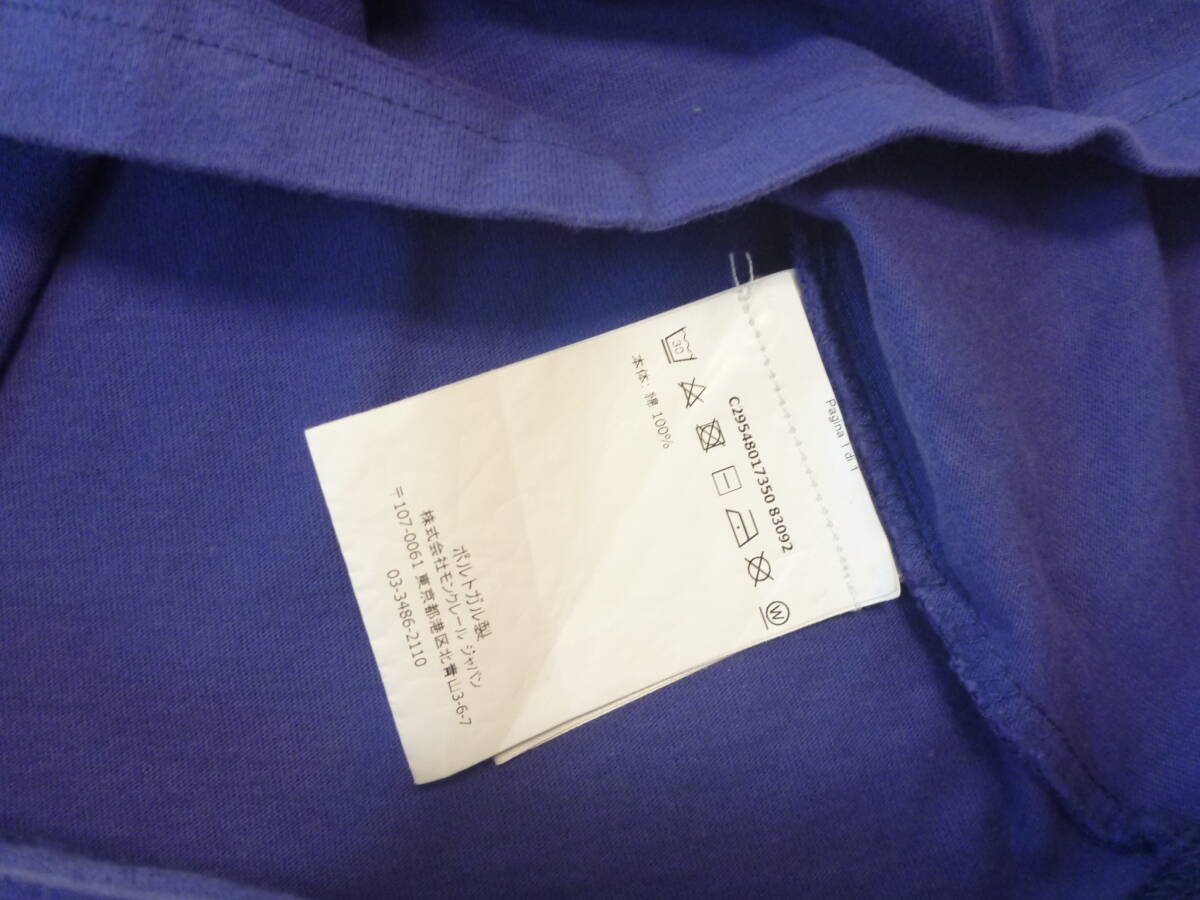 Pagina 1 di 1
C29548017350 83092
30
W
本体: 綿 100%
ポルトガル製
株式会社モンクレール ジャパン
〒107-0061 東京都港区北青山3-6-7
03-3486-2110